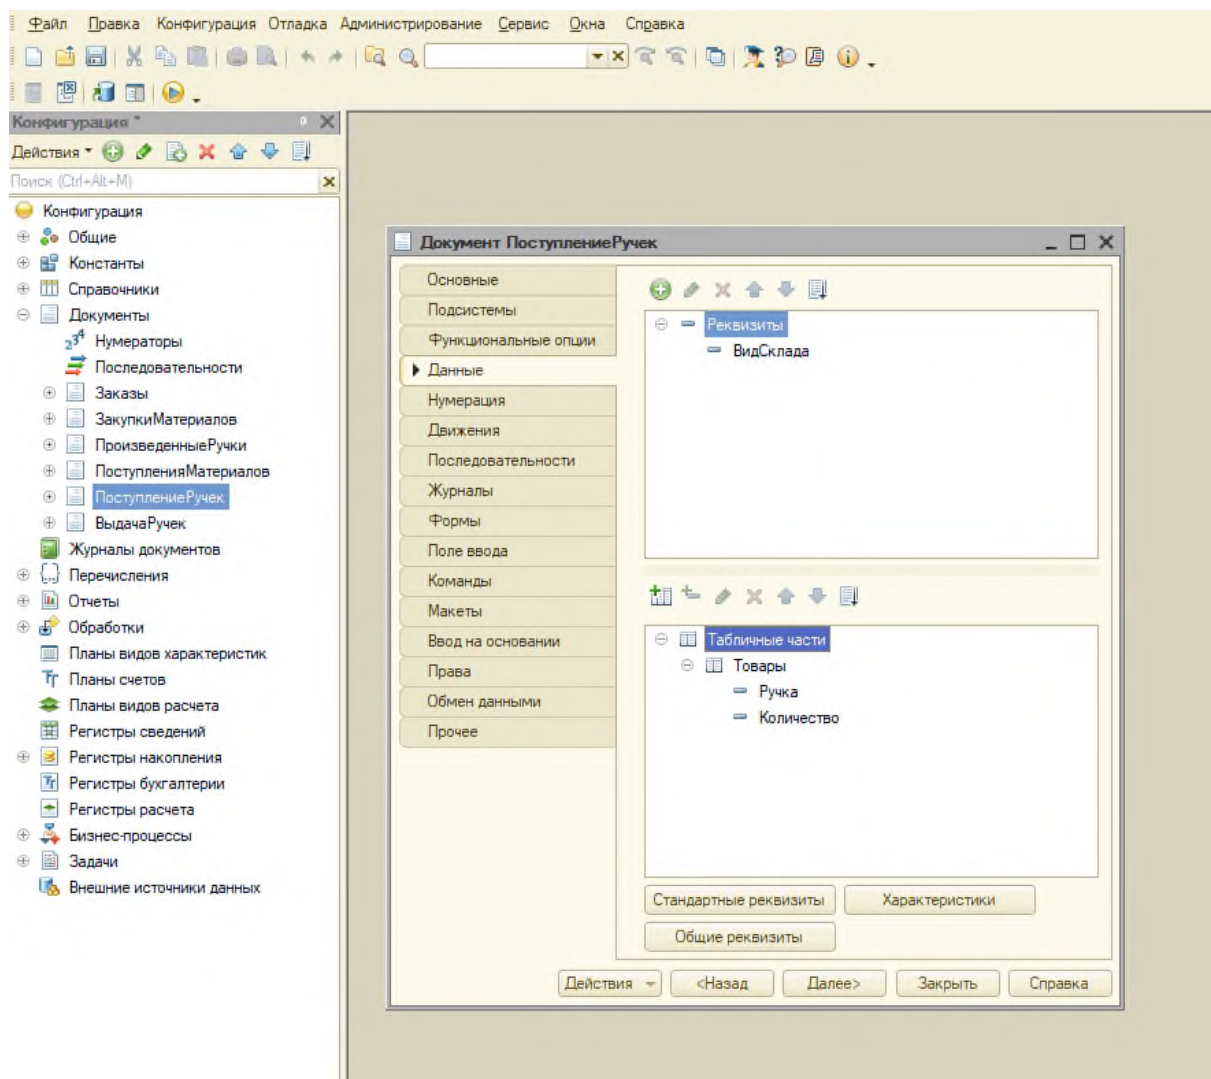 Файл Правка Конфигурация Отладка Администрирование Сервис Окна Справка
Конфигурация *
Действия
Поиск (Ctrl+Alt+M)
Конфигурация
Общие
Константы
Справочники
Документы
Нумераторы
Последовательности
Заказы
ЗакупкиМатериалов
ПроизведенныеРучки
ПоступленияМатериалов
ПоступлениеРучек
ВыдачаРучек
Журналы документов
Перечисления
Отчеты
Обработки
Планы видов характеристик
Планы счетов
Планы видов расчета
Регистры сведений
Регистры накопления
Регистры бухгалтерии
Регистры расчета
Бизнес-процессы
Задачи
Внешние источники данных
Документ ПоступлениеРучек
Основные
Подсистемы
Функциональные опции
Данные
Нумерация
Движения
Последовательности
Журналы
Формы
Поле ввода
Команды
Макеты
Ввод на основании
Права
Обмен данными
Прочее
Реквизиты
ВидСклада
Табличные части
Товары
Ручка
Количество
Стандартные реквизиты Характеристики
Общие реквизиты
Действия <Назад Далее> Закрыть Справка